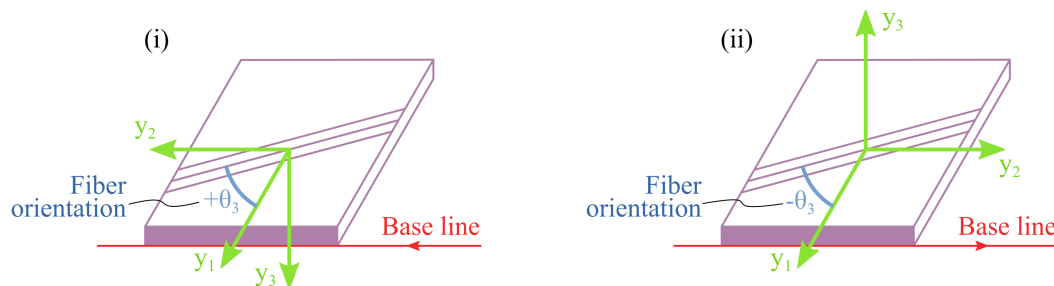 (i)
y₂
Fiber
orientation
+θ₃
Base line
y₁
y₃
(ii)
y₃
y₂
Fiber
orientation
-θ₃
Base line
y₁